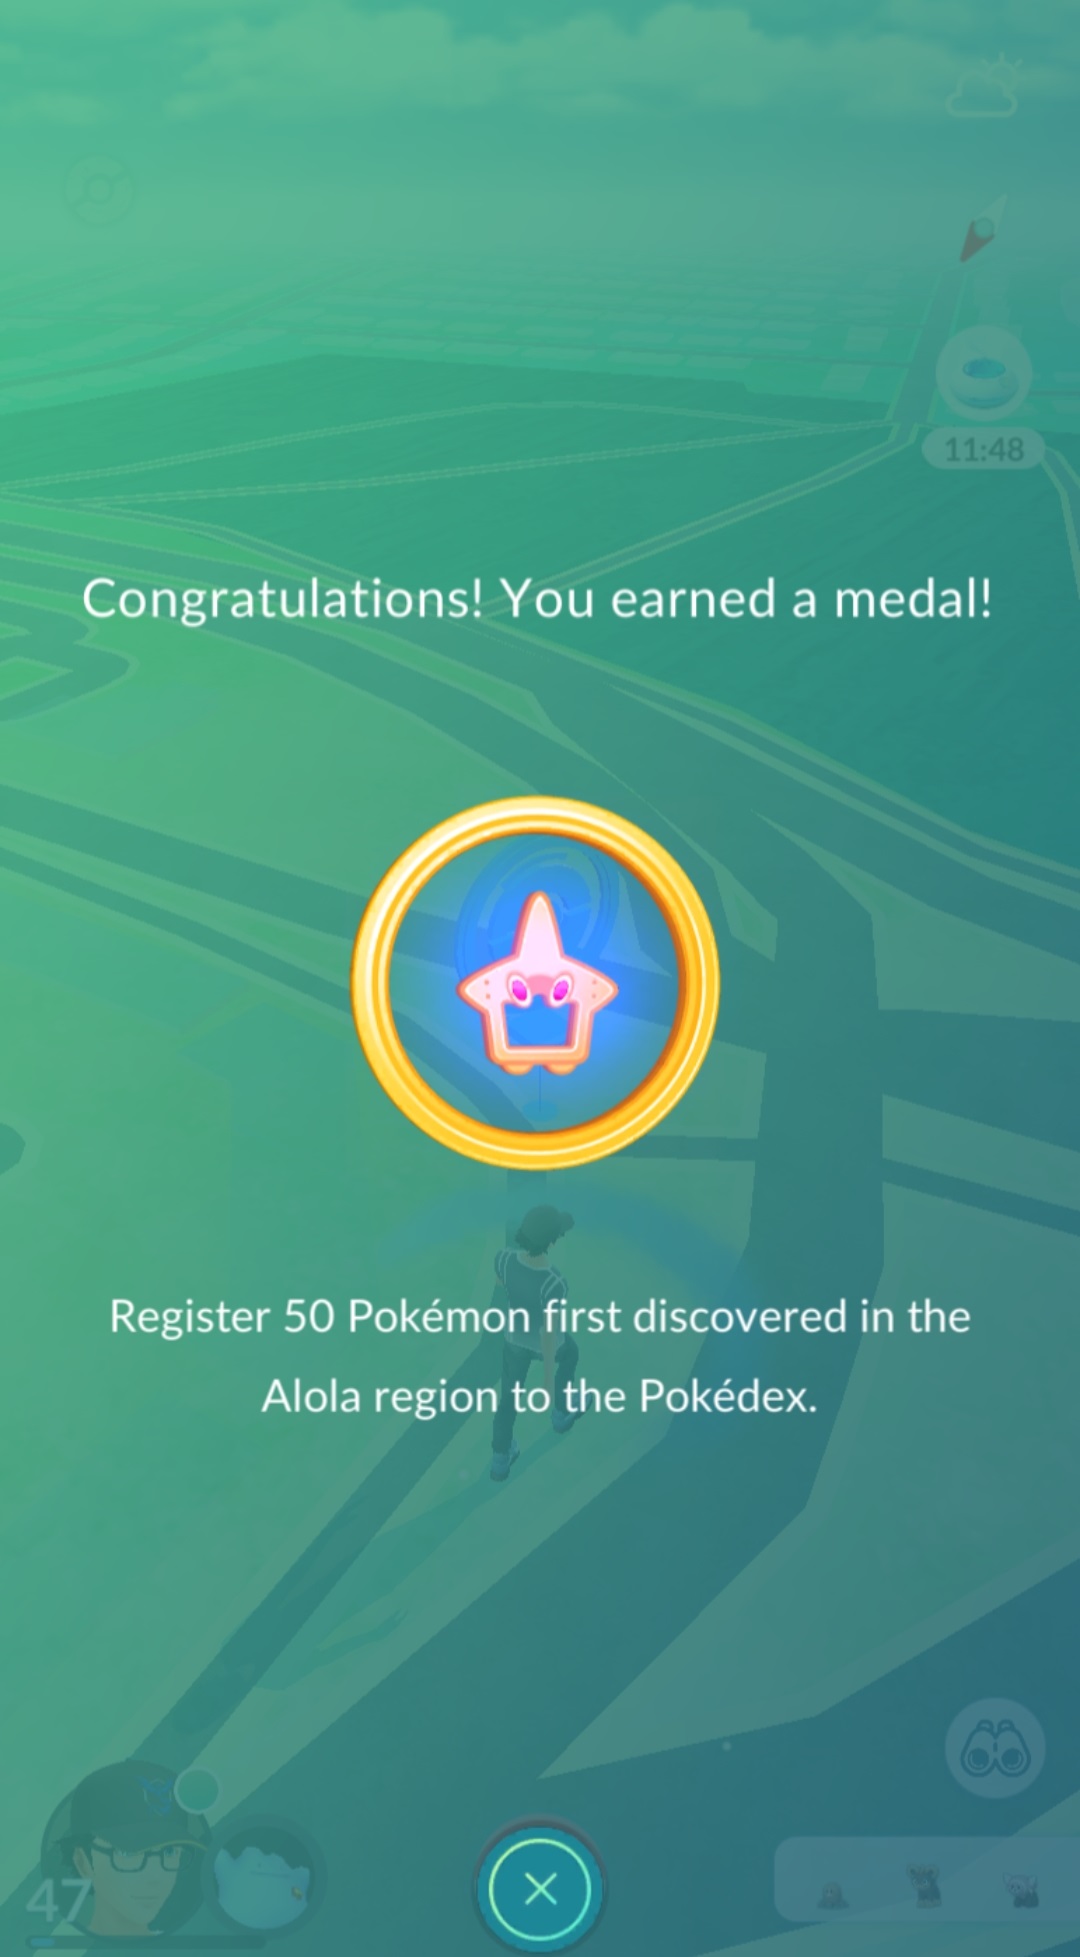 11:48
Congratulations! You earned a medal!
Register 50 Pokémon first discovered in the
Alola region to the Pokédex.
47